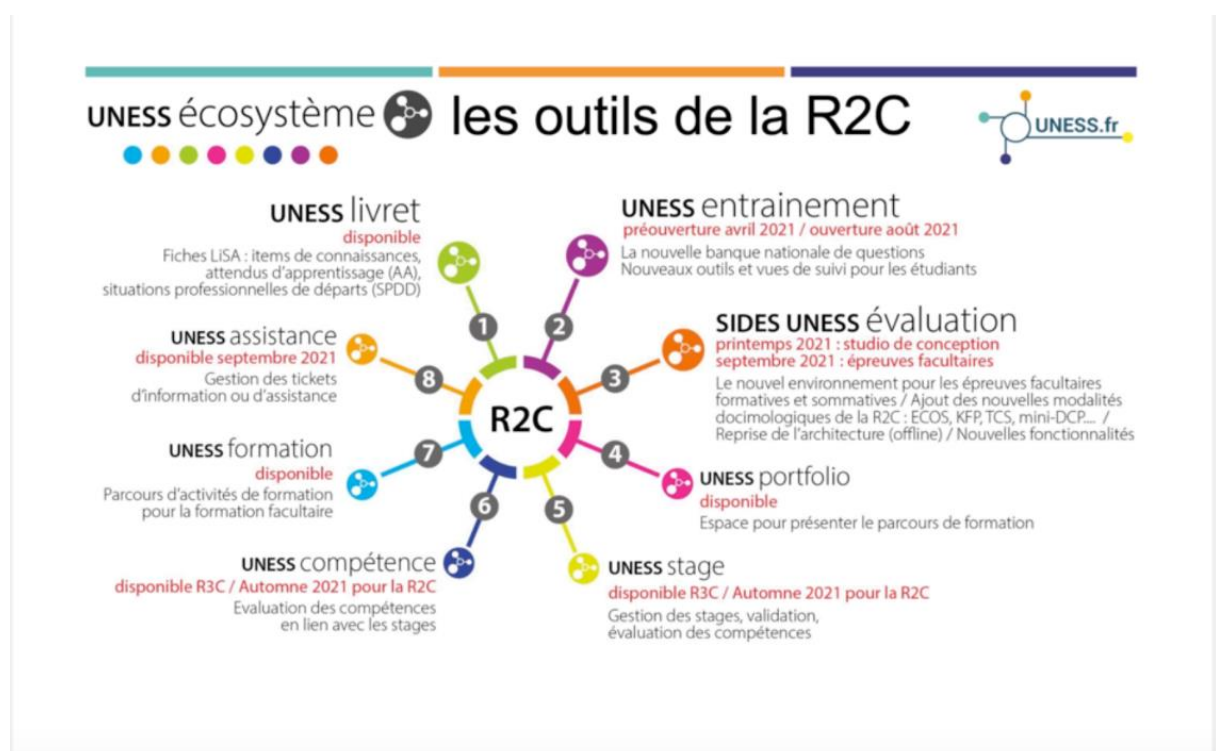 UNESS écosystème les outils de la R2C
UNESS.fr
UNESS livret
disponible
Fiches LiSA : items de connaissances,
attendus d'apprentissage (AA),
situations professionnelles de départs (SPDD)
1
UNESS entrainement
préouverture avril 2021 / ouverture août 2021
La nouvelle banque nationale de questions
Nouveaux outils et vues de suivi pour les étudiants
2
SIDES UNESS évaluation
printemps 2021 : studio de conception
septembre 2021 : épreuves facultaires
Le nouvel environnement pour les épreuves facultaires
formatives et sommatives / Ajout des nouvelles modalités
docimologiques de la R2C : ECOS, KFP, TCS, mini-DCP.... /
Reprise de l'architecture (offline) / Nouvelles fonctionnalités
3
UNESS portfolio
disponible
Espace pour présenter le parcours de formation
4
UNESS stage
disponible R3C / Automne 2021 pour la R2C
Gestion des stages, validation,
évaluation des compétences
5
UNESS compétence
disponible R3C / Automne 2021 pour la R2C
Evaluation des compétences
en lien avec les stages
6
UNESS formation
disponible
Parcours d'activités de formation
pour la formation facultaire
7
UNESS assistance
disponible septembre 2021
Gestion des tickets
d'information ou d'assistance
8
R2C